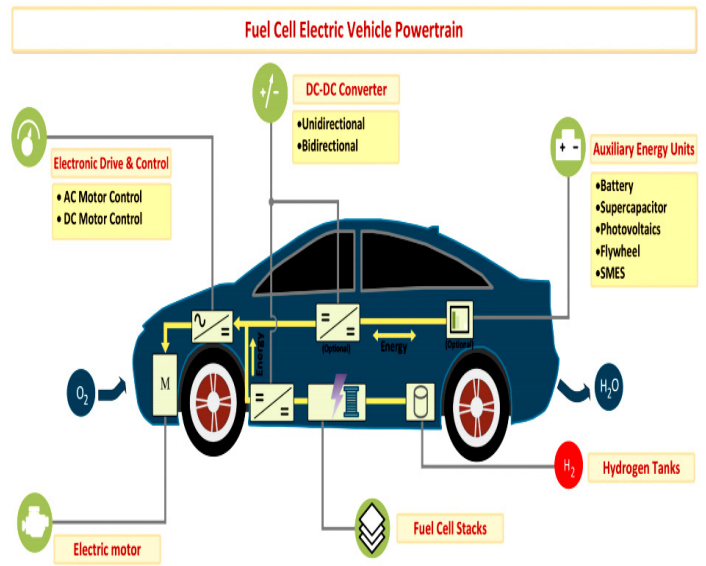 Fuel Cell Electric Vehicle Powertrain
+/-
DC-DC Converter
•Unidirectional
•Bidirectional
Electronic Drive & Control
• AC Motor Control
• DC Motor Control
+ -
Auxiliary Energy Units
•Battery
•Supercapacitor
•Photovoltaics
•Flywheel
•SMES
(Optional)
Energy
(Optional)
Energy
M
O2
H2O
H2
Hydrogen Tanks
Electric motor
Fuel Cell Stacks